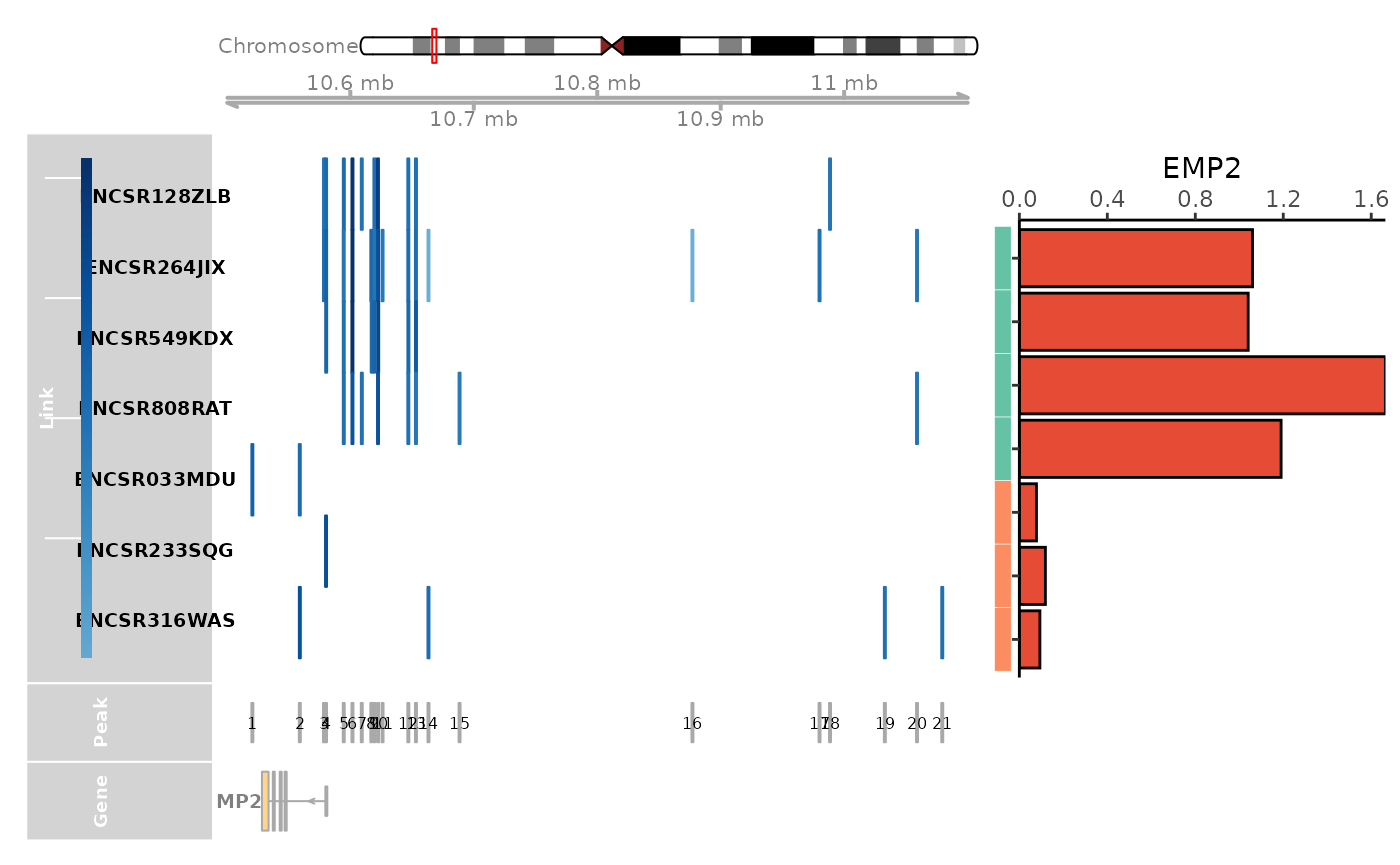 Chromosome
10.6 mb 10.8 mb 11 mb
10.7 mb 10.9 mb
EMP2
0.0 0.4 0.8 1.2 1.6
Link
NCSR128ZLB
ENCSR264JIX
ENCSR549KDX
ENCSR808RAT
ENCSR033MDU
ENCSR233SQG
ENCSR316WAS
Peak
1 2 3 4 5 6 7 8 9 10 11 12 13 14 15 16 17 18 19 20 21
Gene
MP2